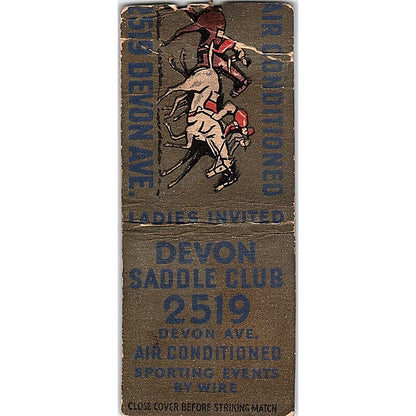 2519 DEVON AVE.
AIR CONDITIONED
LADIES INVITED
DEVON
SADDLE CLUB
2519
DEVON AVE.
AIR CONDITIONED
SPORTING EVENTS
BY WIRE
CLOSE COVER BEFORE STRIKING MATCH